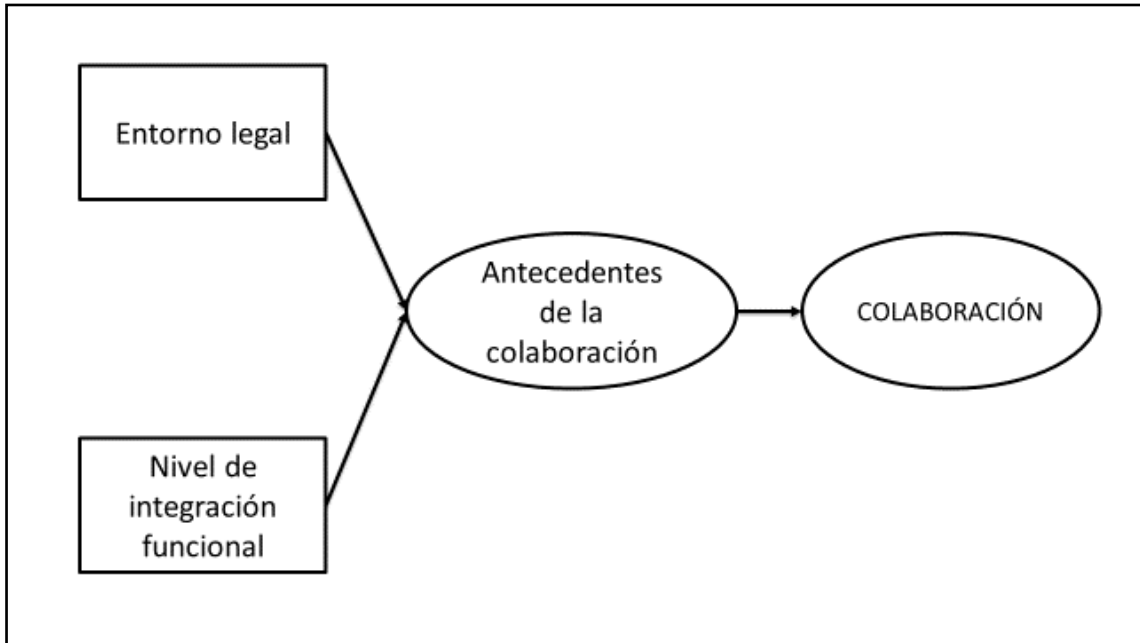 Entorno legal
Antecedentes
de la
colaboración
COLABORACIÓN
Nivel de
integración
funcional